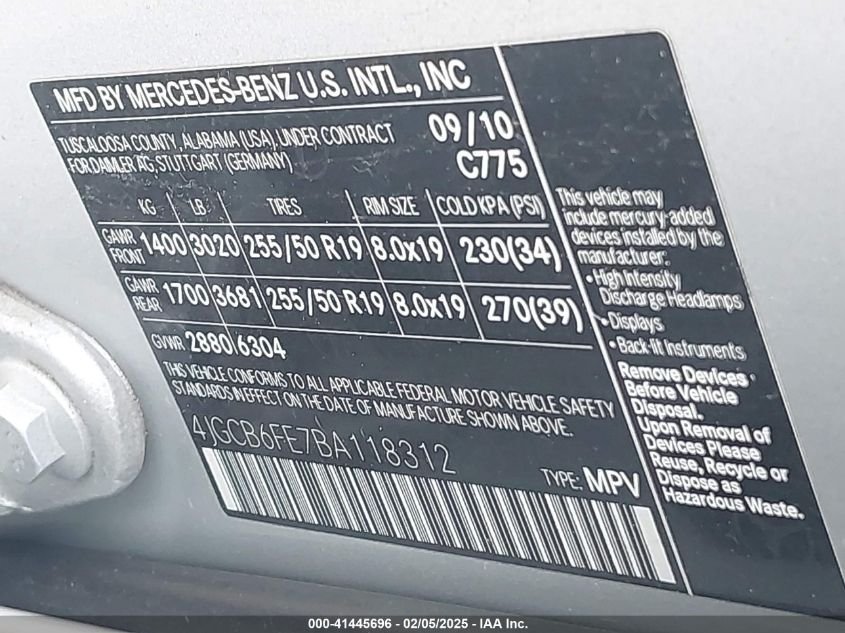 MFD BY MERCEDES-BENZ U.S. INTL., INC
TUSCALOOSA COUNTY, ALABAMA (USA), UNDER CONTRACT
FOR DAIMLER AG, STUTTGART (GERMANY)
09/10
C775
KG LB TIRES RIM SIZE COLD KPA (PSI)
GAWR FRONT 1400 3020 255/50 R19 8.0x19 230(34)
GAWR REAR 1700 3681 255/50 R19 8.0x19 270(39)
GVWR 2880/6304
THIS VEHICLE CONFORMS TO ALL APPLICABLE FEDERAL MOTOR VEHICLE SAFETY
STANDARDS IN EFFECT ON THE DATE OF MANUFACTURE SHOWN ABOVE.
4JGCB6FE7BA118312
TYPE: MPV
This vehicle may
include mercury-added
devices installed by the
manufacturer:
• High Intensity
Discharge Headlamps
• Displays
• Back-lit Instruments
Remove Devices
Before Vehicle
Disposal.
Upon Removal of
Devices Please
Reuse, Recycle or
Dispose as
Hazardous Waste.
000-41445696 - 02/05/2025 - IAA Inc.